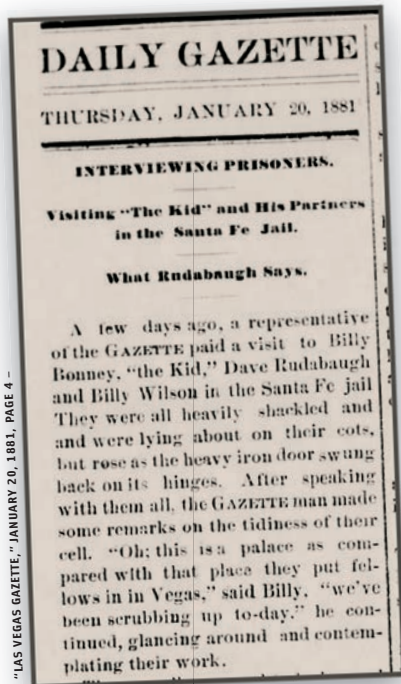 DAILY GAZETTE
THURSDAY, JANUARY 20, 1881
INTERVIEWING PRISONERS.
Visiting "The Kid" and His Partners
in the Santa Fe Jail.
What Rudabaugh Says.
A few days ago, a representative
of the GAZETTE paid a visit to Billy
Bonney, "the Kid," Dave Rudabaugh
and Billy Wilson in the Santa Fe jail
They were all heavily shackled and
and were lying about on their cots,
but rose as the heavy iron door swung
back on its hinges. After speaking
with them all, the GAZETTE man made
some remarks on the tidiness of their
cell. "Oh; this is a palace as com-
pared with that place they put fel-
lows in in Vegas," said Billy, "we've
been scrubbing up to-day." he con-
tinued, glancing around and contem-
plating their work.
"LAS VEGAS GAZETTE," JANUARY 20, 1881, PAGE 4 –